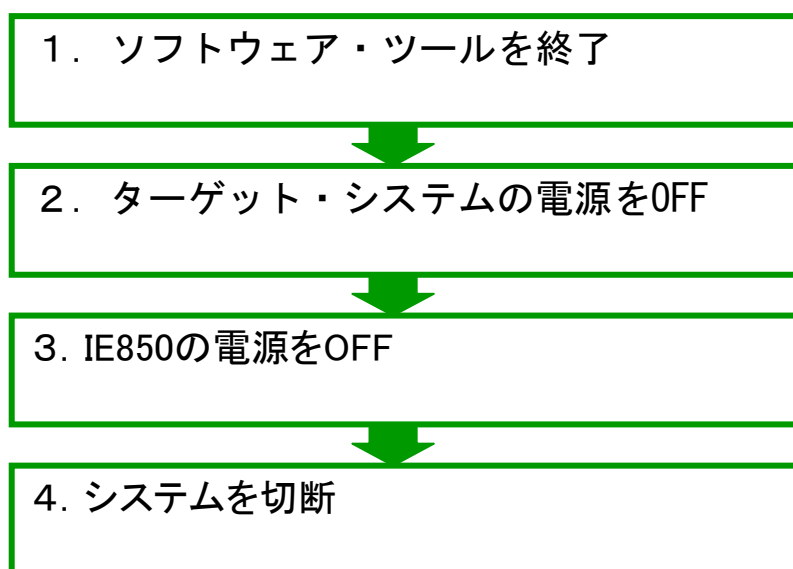 １．ソフトウェア・ツールを終了
２．ターゲット・システムの電源をOFF
３．IE850の電源をOFF
４．システムを切断